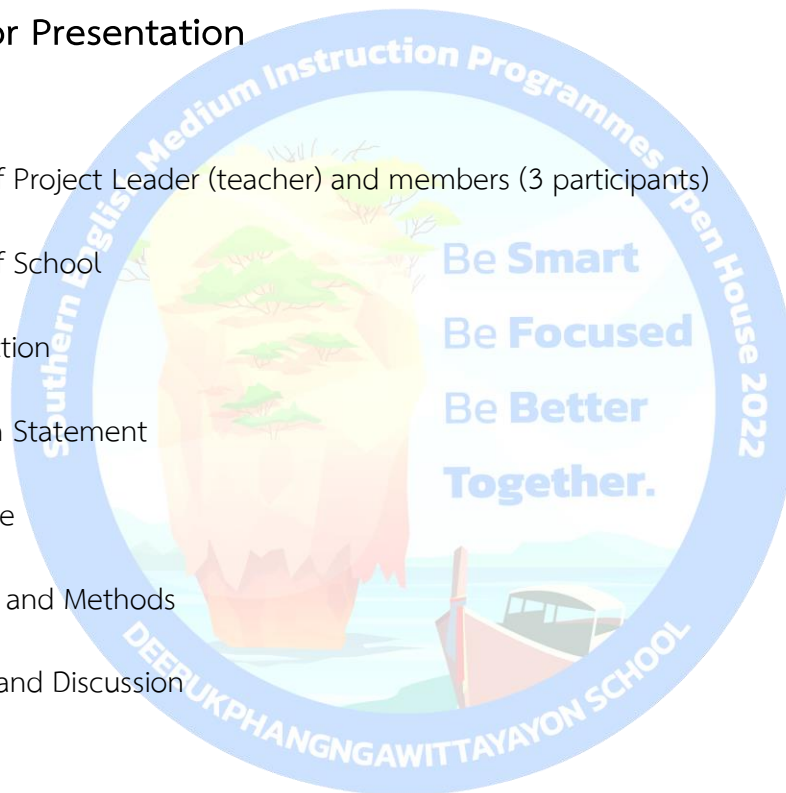 or Presentation
Southern English Medium Instruction Programmes Open House 2022
f Project Leader (teacher) and members (3 participants)
f School
Be Smart
tion
Be Focused
Be Better
n Statement
Together.
e
and Methods
and Discussion
DEEBUKPHANGNGAWITTAYAYON SCHOOL